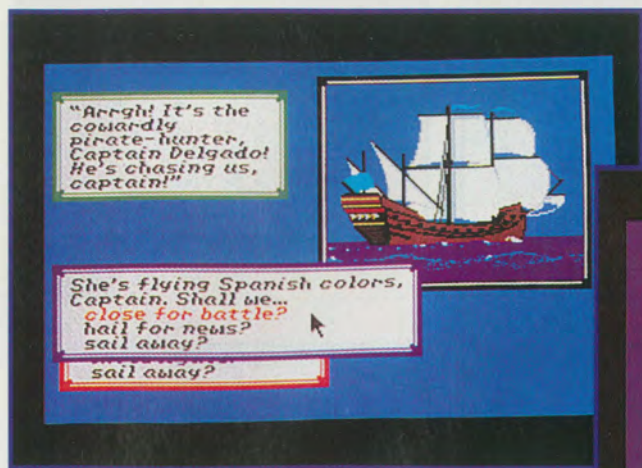 “Arrgh! It's the
cowardly
pirate-hunter,
Captain Delgado!
He's chasing us,
captain!”
She's flying Spanish colors,
Captain. Shall we...
close for battle?
hail for news?
sail away?
sail away?